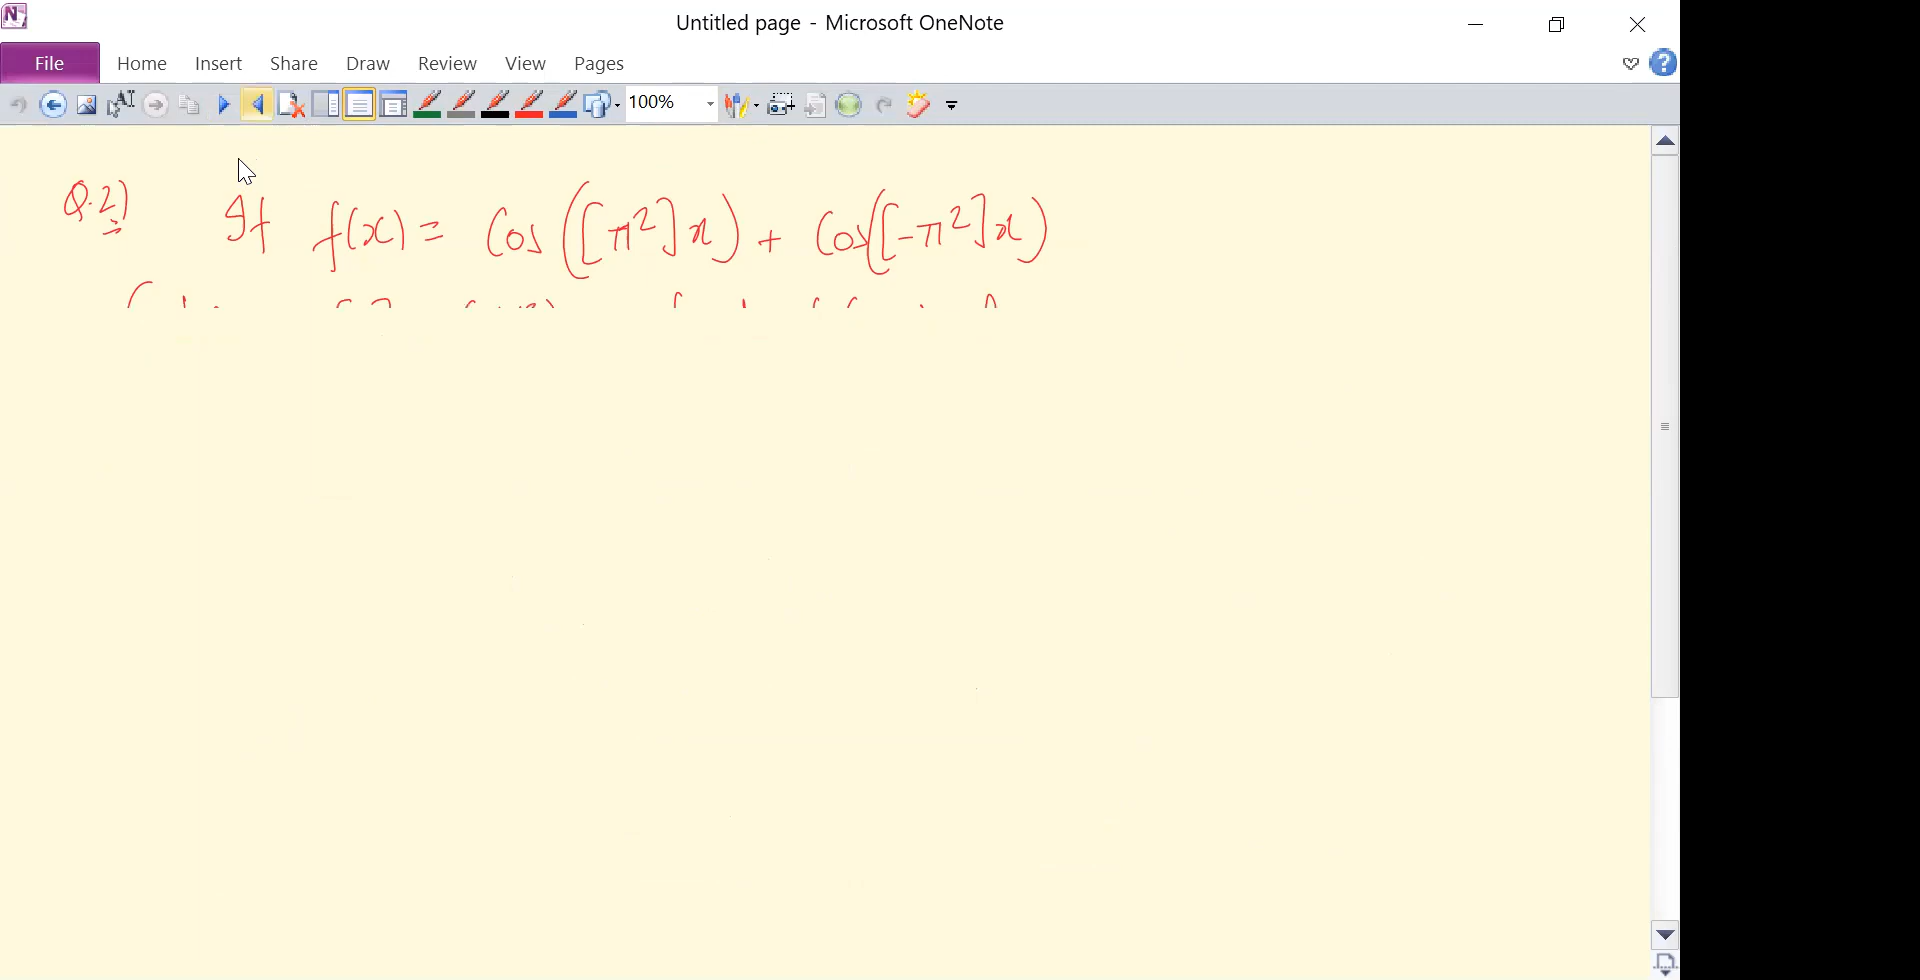 Untitled page - Microsoft OneNote
File Home Insert Share Draw Review View Pages
100%
Q.2) If f(x) = Cos([π²]x) + Cos([-π²]x)